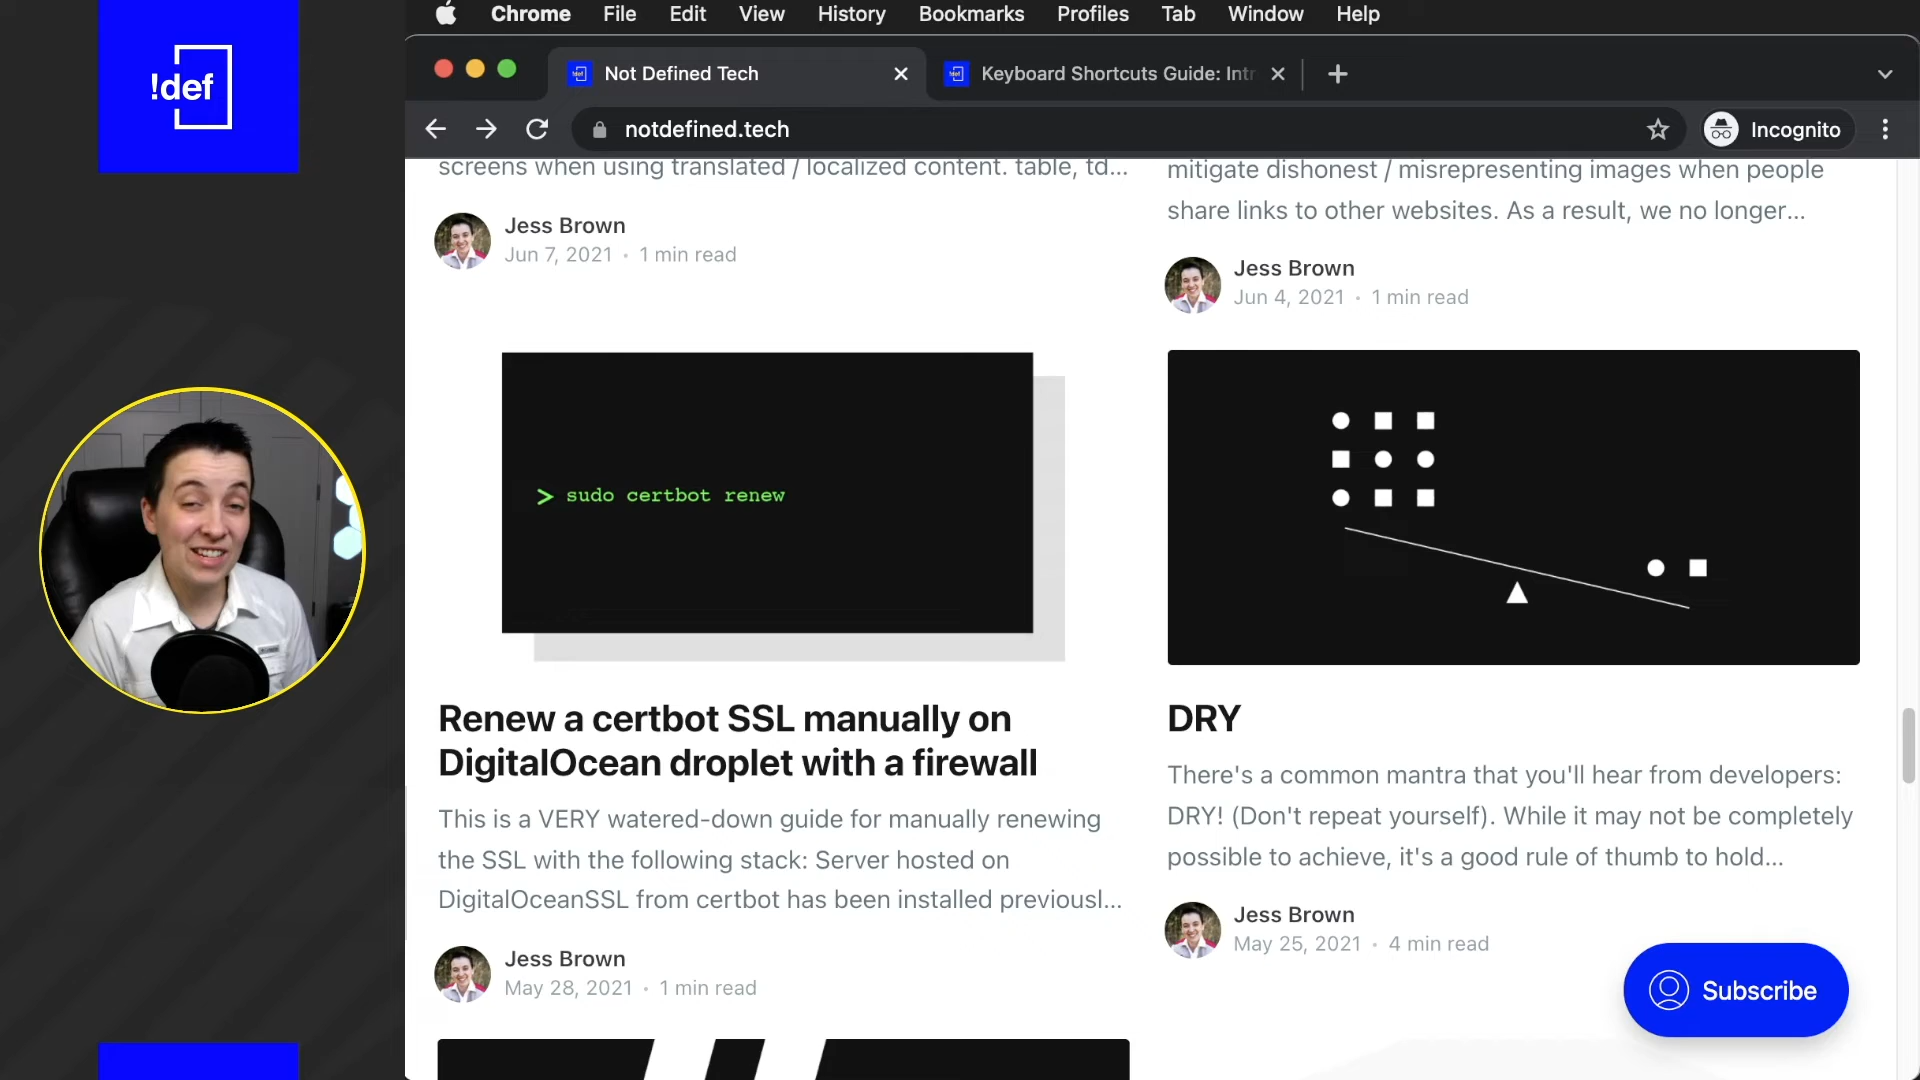 !def
Chrome File Edit View History Bookmarks Profiles Tab Window Help
Not Defined Tech
Keyboard Shortcuts Guide: Intr
notdefined.tech
Incognito
screens when using translated / localized content. table, td...
Jess Brown
Jun 7, 2021 • 1 min read
mitigate dishonest / misrepresenting images when people
share links to other websites. As a result, we no longer...
Jess Brown
Jun 4, 2021 • 1 min read
> sudo certbot renew
Renew a certbot SSL manually on
DigitalOcean droplet with a firewall
This is a VERY watered-down guide for manually renewing
the SSL with the following stack: Server hosted on
DigitalOceanSSL from certbot has been installed previousl...
Jess Brown
May 28, 2021 • 1 min read
DRY
There's a common mantra that you'll hear from developers:
DRY! (Don't repeat yourself). While it may not be completely
possible to achieve, it's a good rule of thumb to hold...
Jess Brown
May 25, 2021 • 4 min read
Subscribe